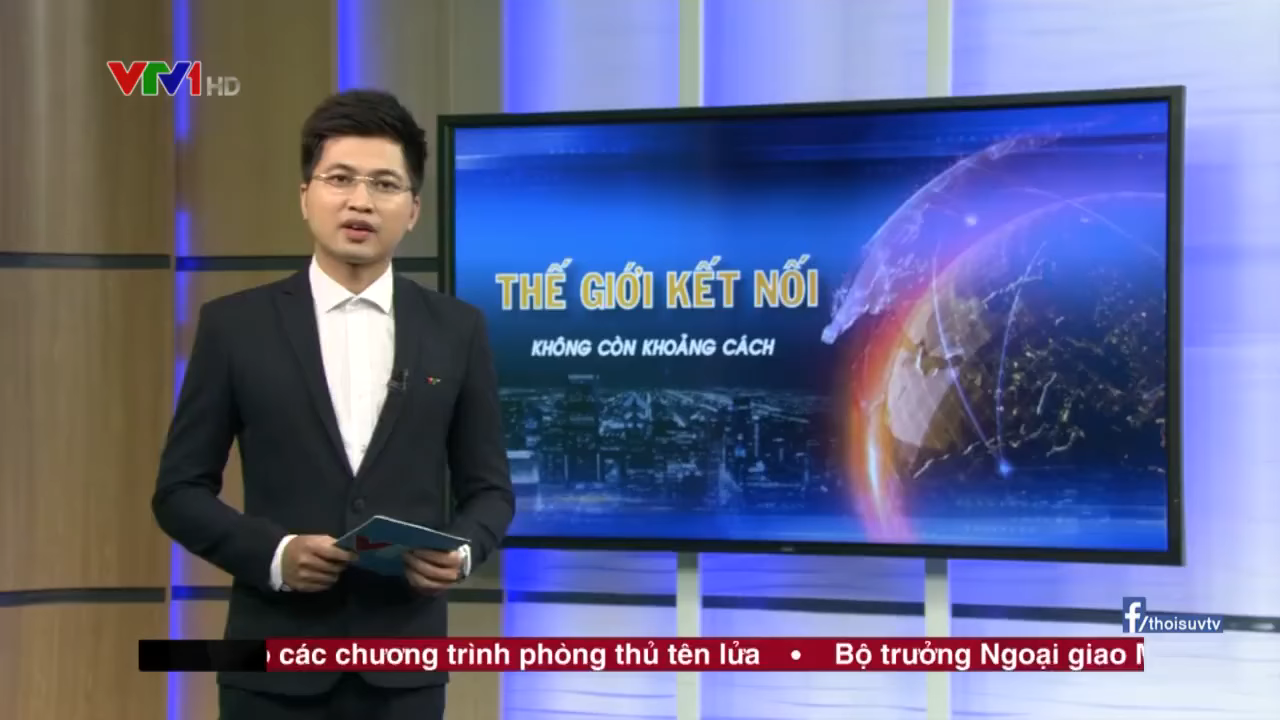 VTV1 HD
THẾ GIỚI KẾT NỐI
KHÔNG CÒN KHOẢNG CÁCH
f/thoisuvtv
các chương trình phòng thủ tên lửa • Bộ trưởng Ngoại giao